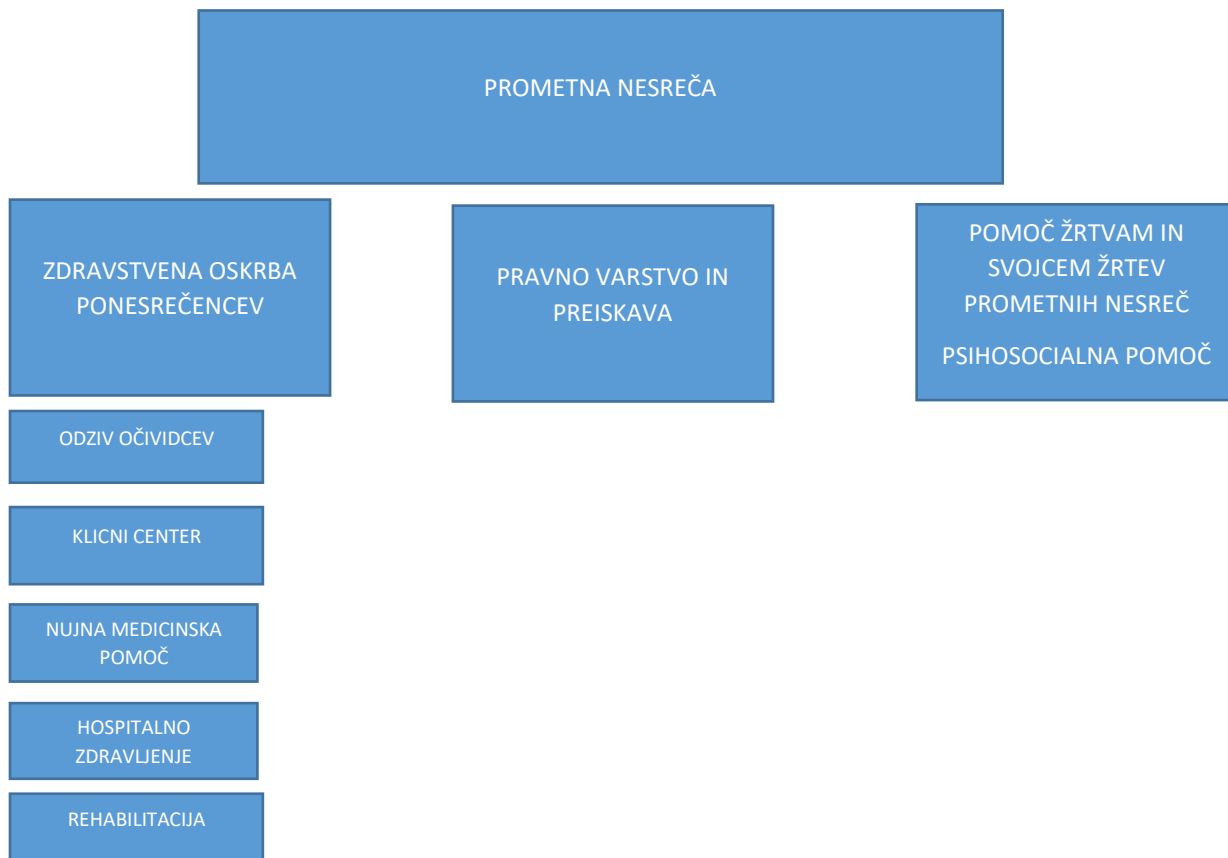 PROMETNA NESREČA
ZDRAVSTVENA OSKRBA
PONESREČENCEV
PRAVNO VARSTVO IN
PREISKAVA
POMOČ ŽRTVAM IN
SVOJCEM ŽRTEV
PROMETNIH NESREČ
PSIHOSOCIALNA POMOČ
ODZIV OČIVIDCEV
KLICNI CENTER
NUJNA MEDICINSKA
POMOČ
HOSPITALNO
ZDRAVLJENJE
REHABILITACIJA